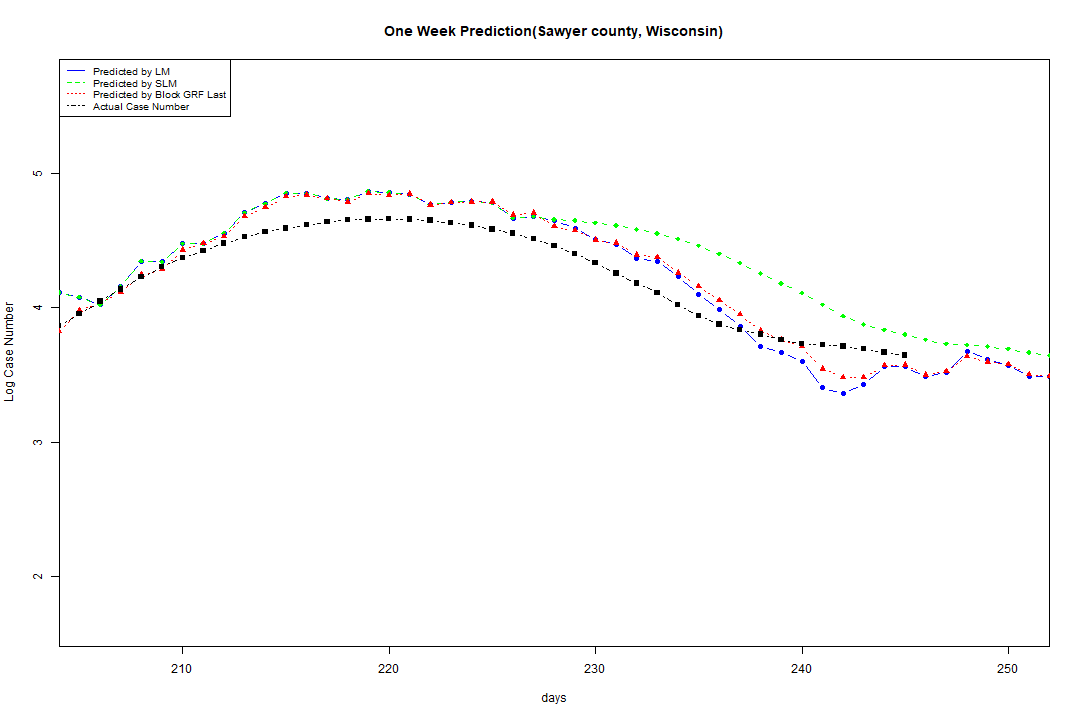 One Week Prediction(Sawyer county, Wisconsin)
Predicted by LM
Predicted by SLM
Predicted by Block GRF Last
Actual Case Number
5
4
3
2
Log Case Number
210 220 230 240 250
days